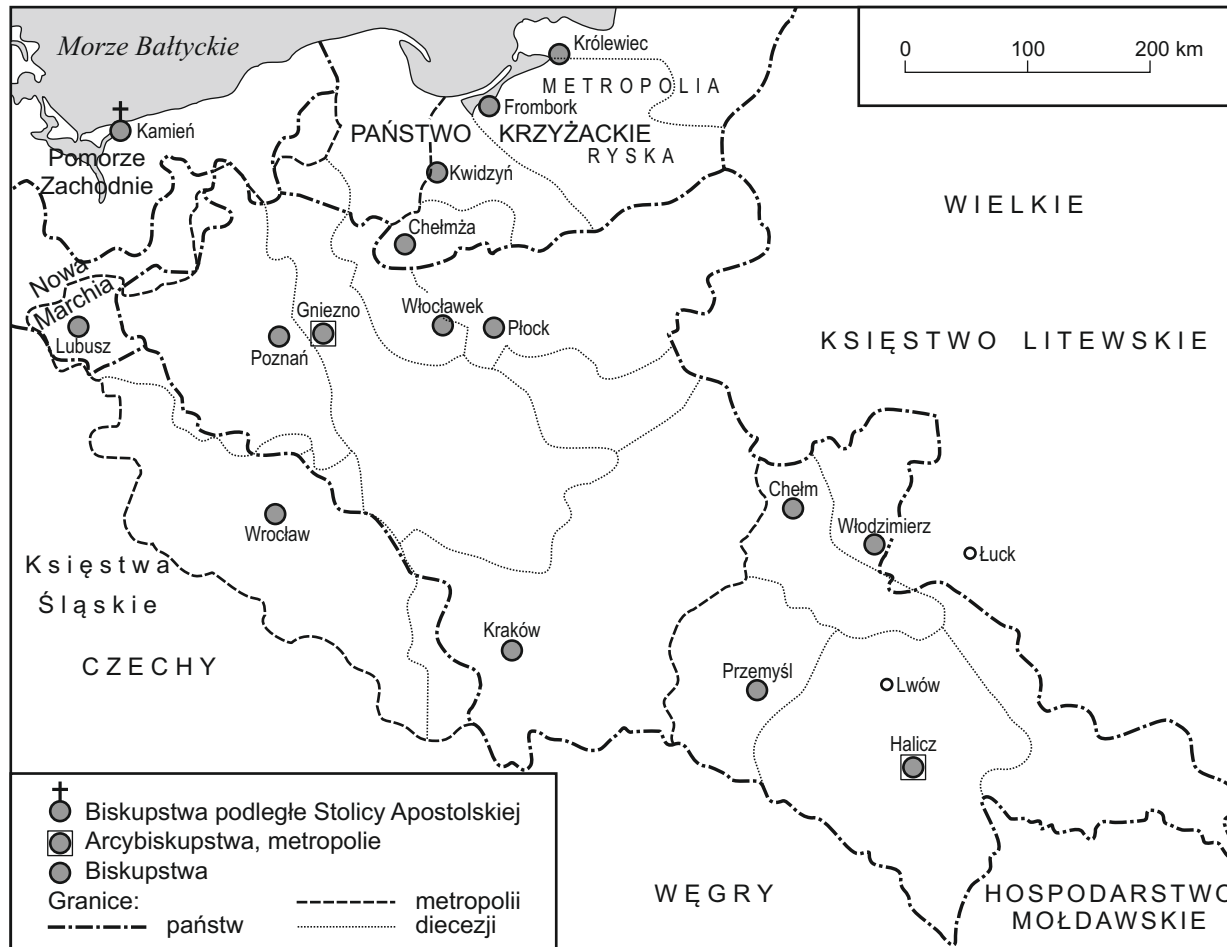 Morze Bałtyckie
0 100 200 km
Królewiec
METROPOLIA
Frombork
Kamień
PAŃSTWO KRZYŻACKIE
RYSKA
Pomorze
Zachodnie
Kwidzyń
WIELKIE
Chełmża
Nowa
Marchia
Gniezno
Włocławek
Płock
Lubusz
Poznań
KSIĘSTWO LITEWSKIE
Chełm
Wrocław
Włodzimierz
Łuck
Księstwa
Śląskie
Kraków
CZECHY
Przemyśl
Lwów
Halicz
Biskupstwa podległe Stolicy Apostolskiej
Arcybiskupstwa, metropolie
Biskupstwa
Granice:
metropolii
państw
diecezji
WĘGRY
HOSPODARSTWO
MOŁDAWSKIE